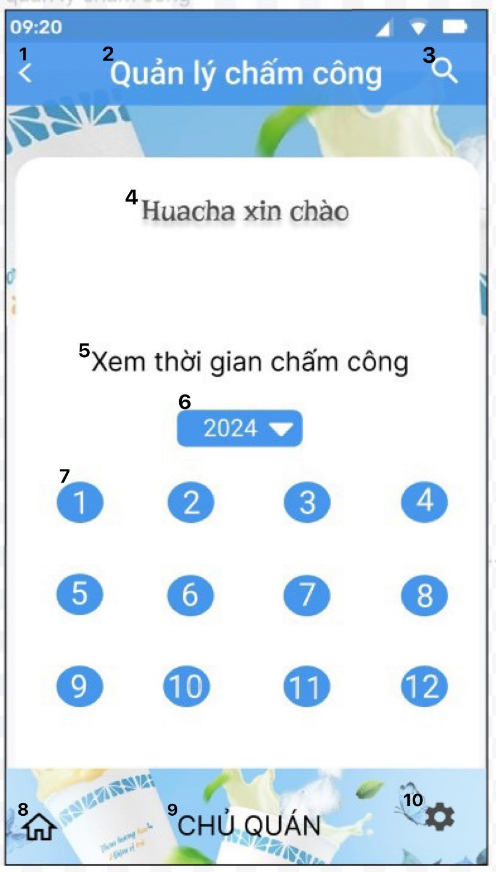 09:20
1 2 Quản lý chấm công 3
4 Huacha xin chào
5 Xem thời gian chấm công
6
2024
7
1 2 3 4
5 6 7 8
9 10 11 12
8 9 CHỦ QUÁN 10